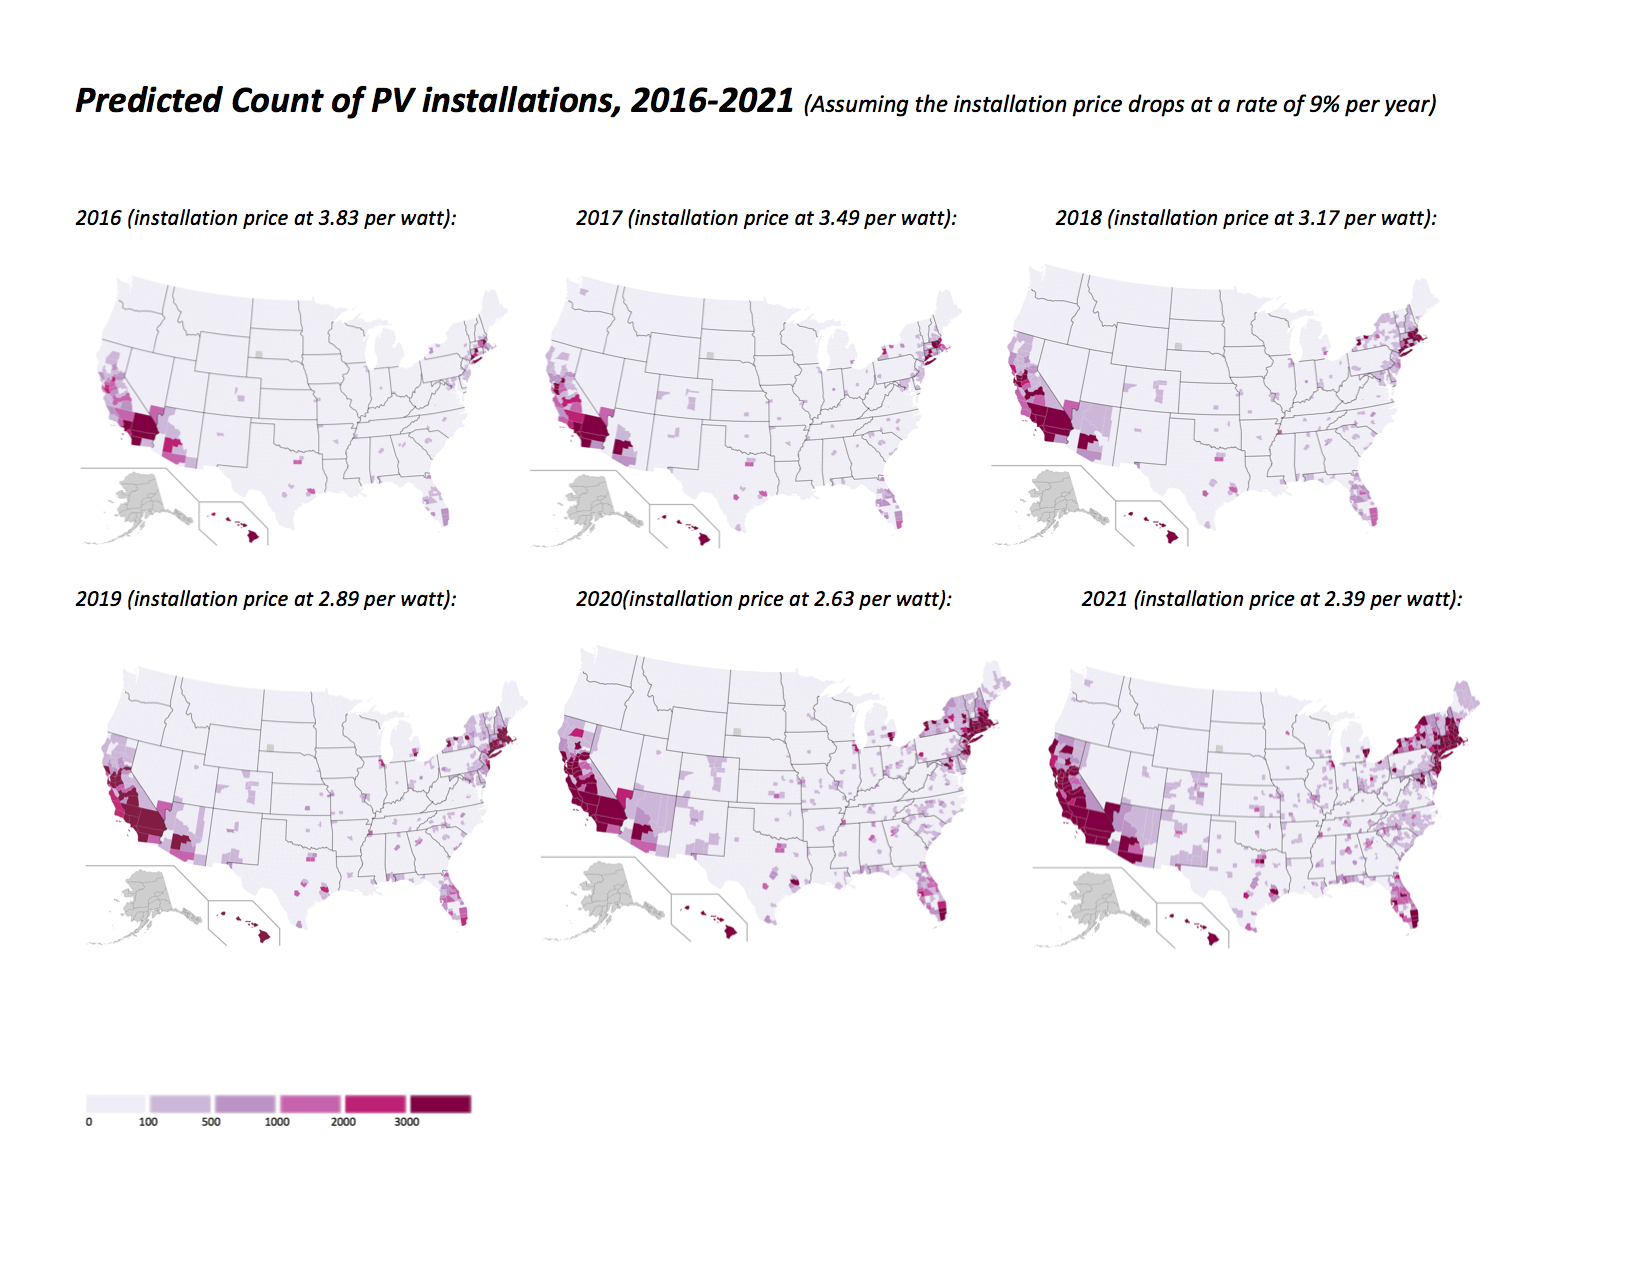 Predicted Count of PV installations, 2016-2021 (Assuming the installation price drops at a rate of 9% per year)
2016 (installation price at 3.83 per watt):
2017 (installation price at 3.49 per watt):
2018 (installation price at 3.17 per watt):
2019 (installation price at 2.89 per watt):
2020(installation price at 2.63 per watt):
2021 (installation price at 2.39 per watt):
0 100 500 1000 2000 3000